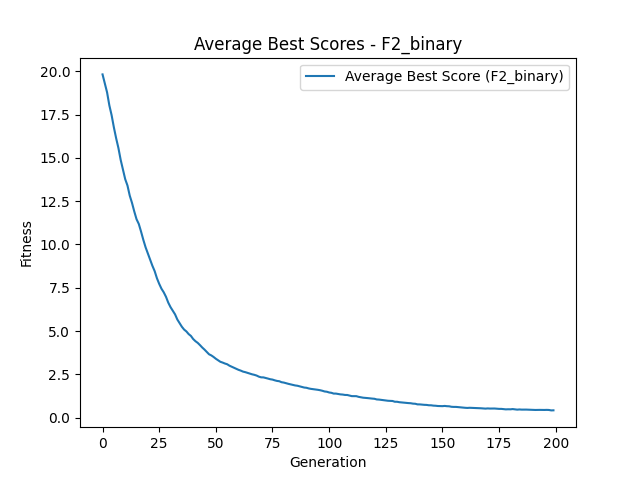 Average Best Scores - F2_binary
Average Best Score (F2_binary)
20.0
17.5
15.0
12.5
10.0
7.5
5.0
2.5
0.0
Fitness
0 25 50 75 100 125 150 175 200
Generation